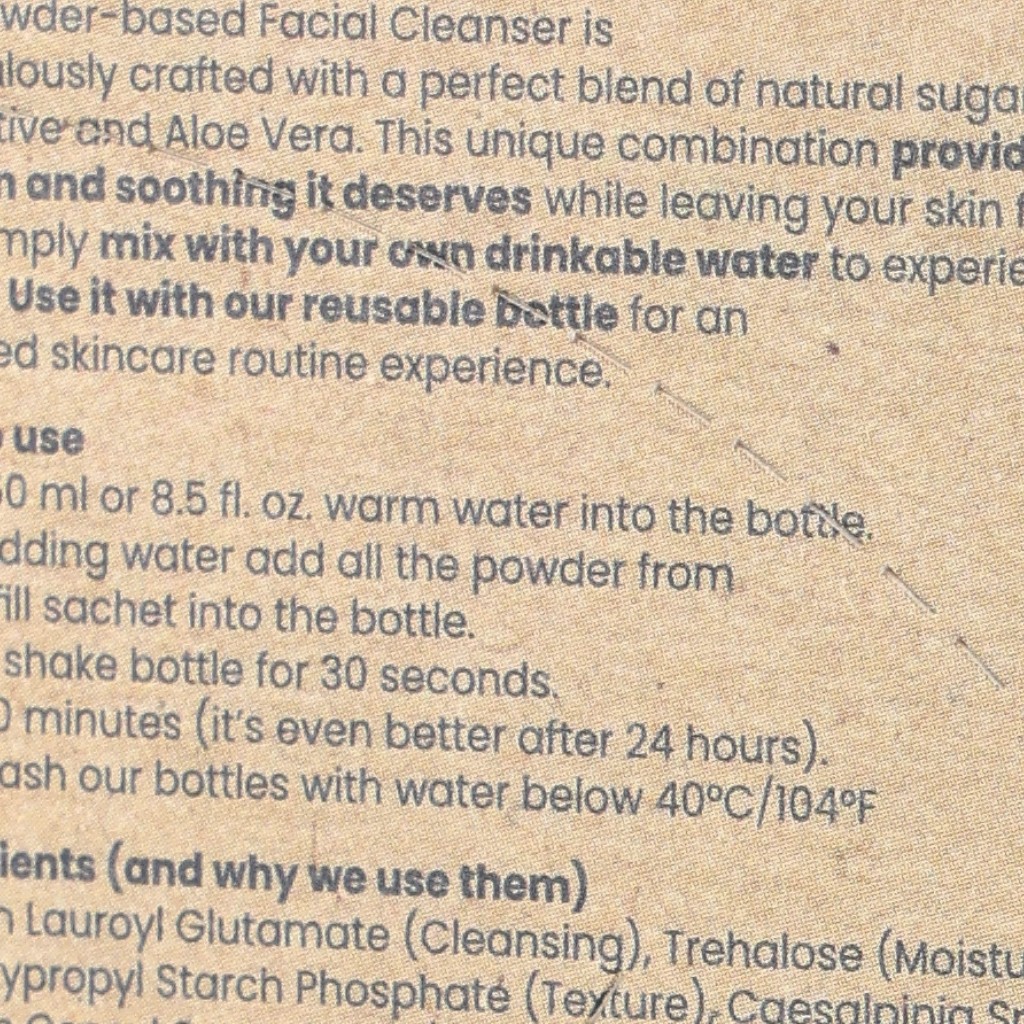 wder-based Facial Cleanser is
lously crafted with a perfect blend of natural suga
tive and Aloe Vera. This unique combination provid
n and soothing it deserves while leaving your skin f
mply mix with your own drinkable water to experie
Use it with our reusable bottle for an
ed skincare routine experience.
use
0 ml or 8.5 fl. oz. warm water into the bottle.
dding water add all the powder from
ill sachet into the bottle.
shake bottle for 30 seconds.
0 minutes (it's even better after 24 hours).
ash our bottles with water below 40ºC/104ºF
ients (and why we use them)
n Lauroyl Glutamate (Cleansing), Trehalose (Moistu
ypropyl Starch Phosphate (Texture), Caesalpinia Sp